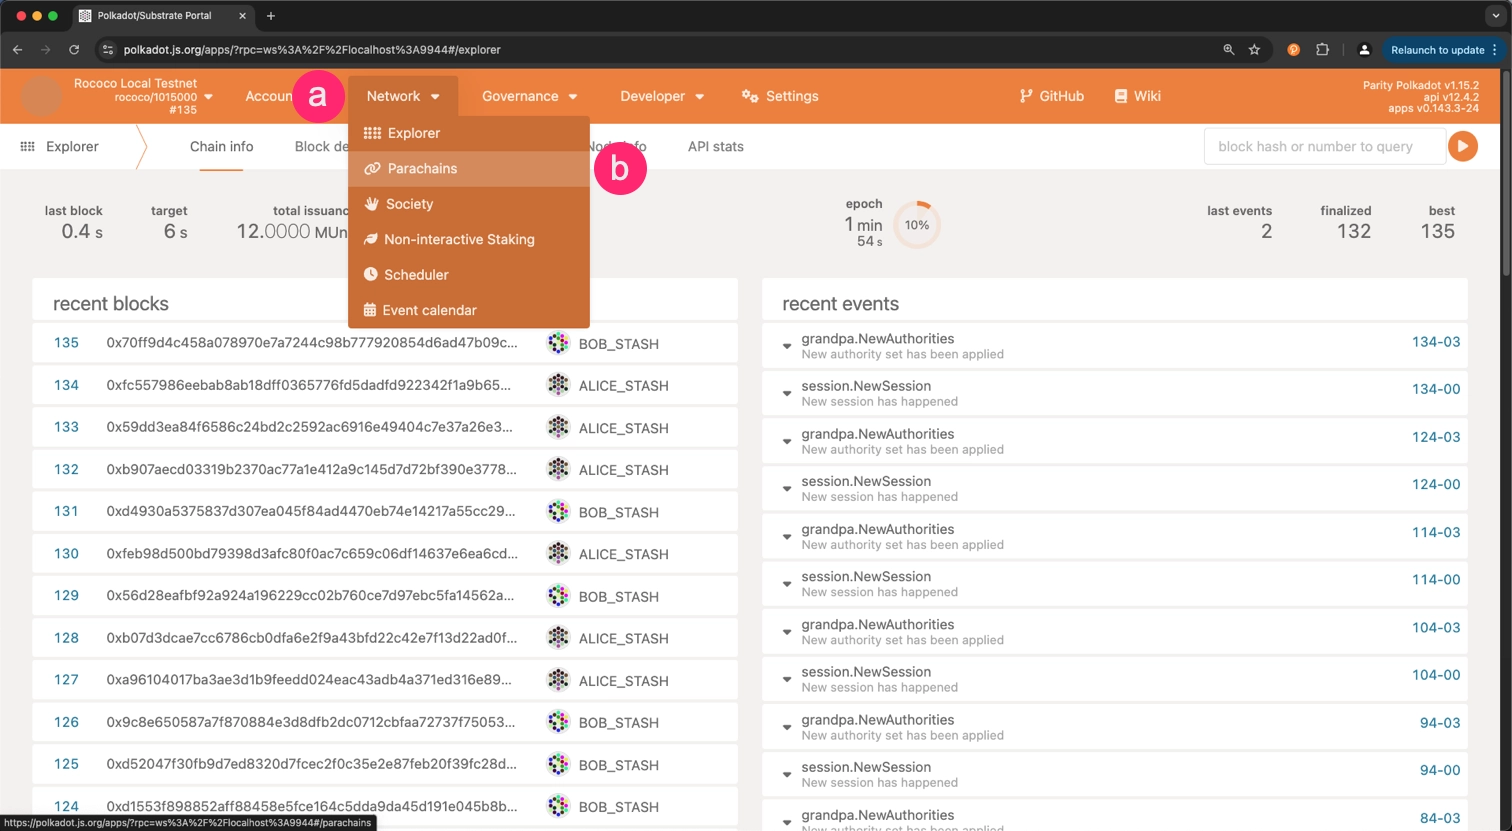 Polkadot/Substrate Portal
polkadot.js.org/apps/?rpc=ws%3A%2F%2Flocalhost%3A9944#/explorer
Relaunch to update
Rococo Local Testnet
rococo/1015000
#135
Accoun
a
Network
Governance
Developer
Settings
GitHub
Wiki
Parity Polkadot v1.15.2
api v12.4.2
apps v0.143.3-24
Explorer
Parachains
b
Society
Non-interactive Staking
Scheduler
Event calendar
Explorer
Chain info
Block de
Node info
API stats
block hash or number to query
last block
0.4 s
target
6 s
total issuanc
12.0000 MUn
epoch
1 min
54 s
10%
last events
2
finalized
132
best
135
recent blocks
135 0x70ff9d4c458a078970e7a7244c98b777920854d6ad47b09c... BOB_STASH
134 0xfc557986eebab8ab18dff0365776fd5dadfd922342f1a9b65... ALICE_STASH
133 0x59dd3ea84f6586c24bd2c2592ac6916e49404c7e37a26e3... ALICE_STASH
132 0xb907aecd03319b2370ac77a1e412a9c145d7d72bf390e3778... ALICE_STASH
131 0xd4930a5375837d307ea045f84ad4470eb74e14217a55cc29... BOB_STASH
130 0xfeb98d500bd79398d3afc80f0ac7c659c06df14637e6ea6cd... ALICE_STASH
129 0x56d28eafbf92a924a196229cc02b760ce7d97ebc5fa14562a... BOB_STASH
128 0xb07d3dcae7cc6786cb0dfa6e2f9a43bfd22c42e7f13d22ad0f... ALICE_STASH
127 0xa96104017ba3ae3d1b9feedd024eac43adb4a371ed316e89... ALICE_STASH
126 0x9c8e650587a7f870884e3d8dfb2dc0712cbfaa72737f75053... BOB_STASH
125 0xd52047f30fb9d7ed8320d7fcec2f0c35e2e87feb20f39fc28d... BOB_STASH
124 0xd1553f898852aff88458e5fce164c5dda9da45d191e045b8b... BOB_STASH
recent events
grandpa.NewAuthorities 134-03
New authority set has been applied
session.NewSession 134-00
New session has happened
grandpa.NewAuthorities 124-03
New authority set has been applied
session.NewSession 124-00
New session has happened
grandpa.NewAuthorities 114-03
New authority set has been applied
session.NewSession 114-00
New session has happened
grandpa.NewAuthorities 104-03
New authority set has been applied
session.NewSession 104-00
New session has happened
grandpa.NewAuthorities 94-03
New authority set has been applied
session.NewSession 94-00
New session has happened
grandpa.NewAuthorities 84-03
New authority set has been applied
https://polkadot.js.org/apps/?rpc=ws%3A%2F%2Flocalhost%3A9944#/parachains